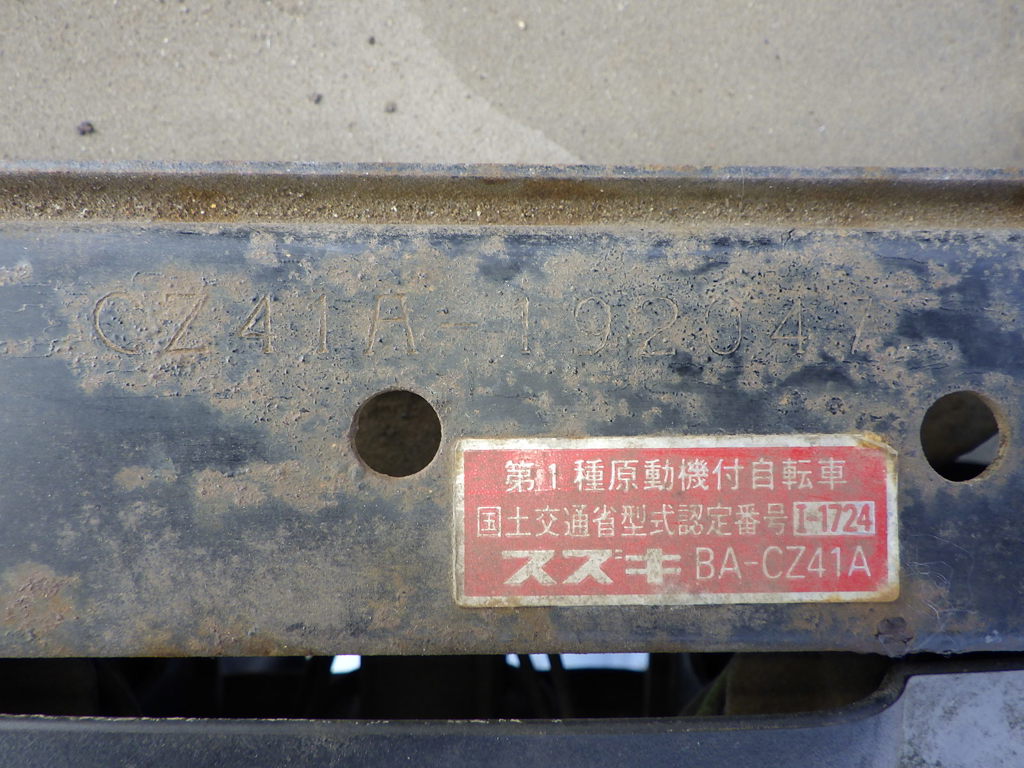 CZ41A-192047
第1種原動機付自転車
国土交通省型式認定番号 I-1724
スズキ BA-CZ41A